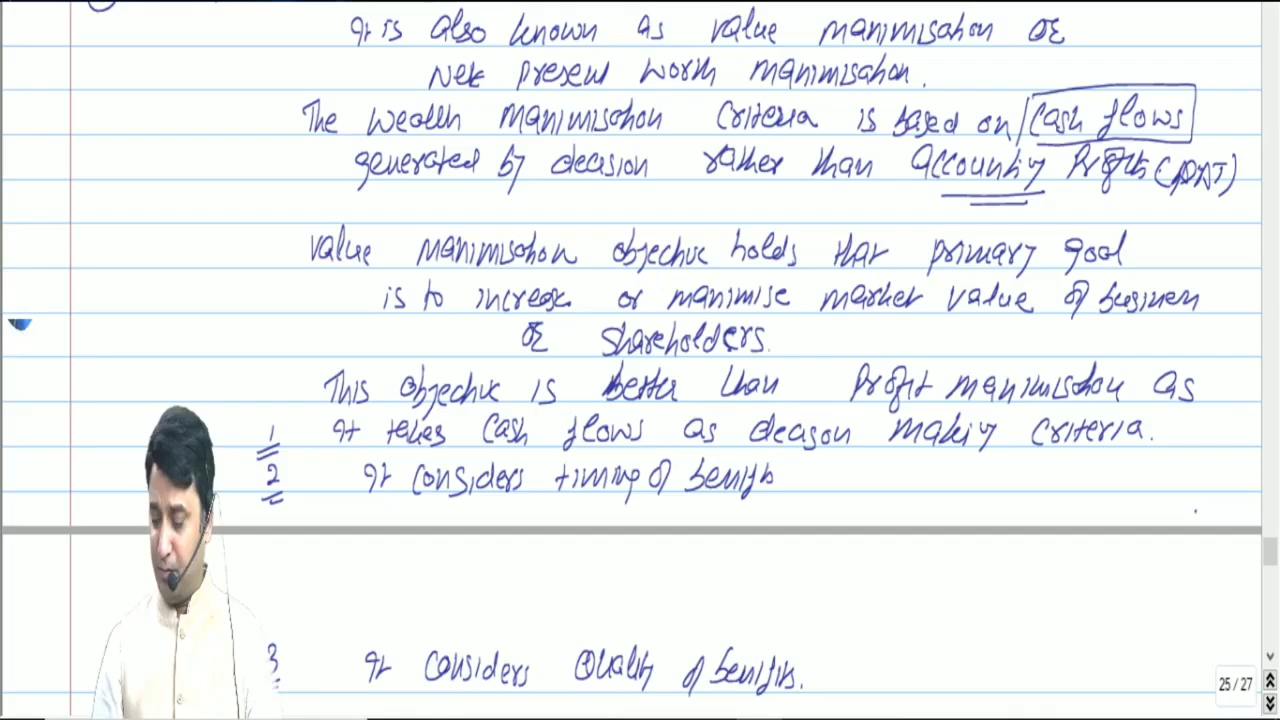 It is also known as value maximisation or
Net present worth maximisation.
The wealth maximisation criteria is based on cash flows
generated by decision rather than accounting Profits (PAT)
value maximisation objective holds that primary goal
is to increase or maximise market value of business
or shareholders.
This objective is better than Profit maximisation as
1 It takes cash flows as decason making criteria.
2 It considers timing of benifits
3 It considers Quality of benifits.
25 / 27